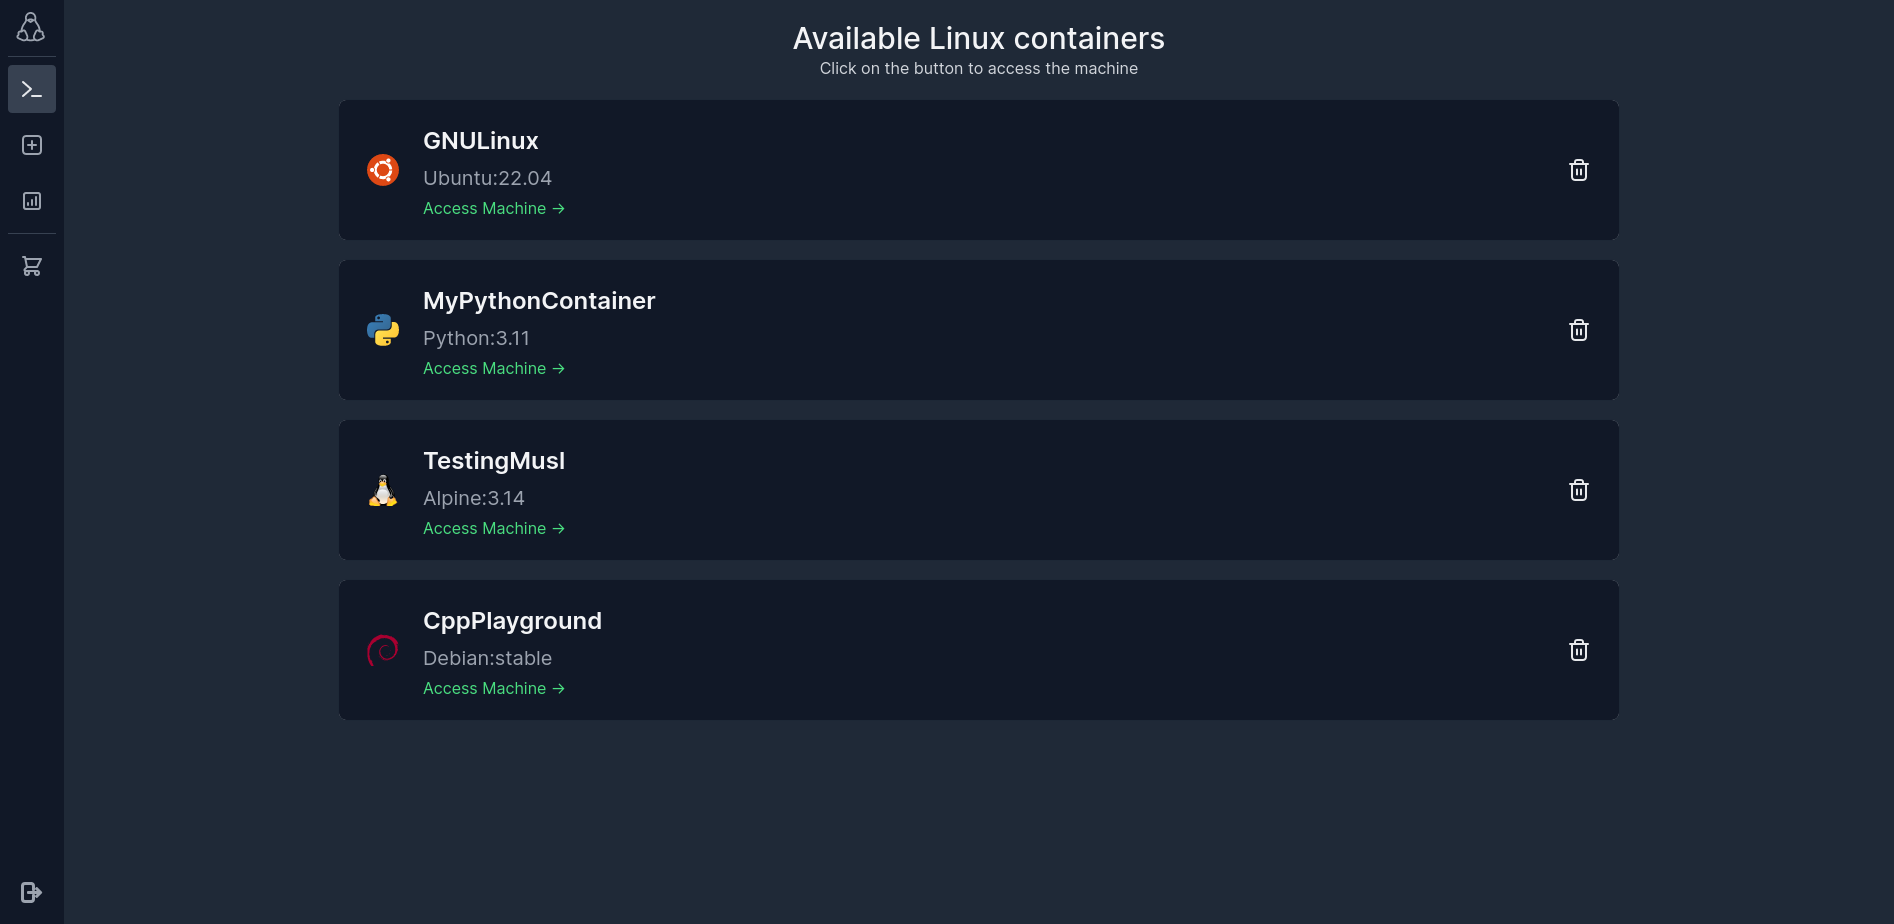 Available Linux containers
Click on the button to access the machine
GNULinux
Ubuntu:22.04
Access Machine →
MyPythonContainer
Python:3.11
Access Machine →
TestingMusl
Alpine:3.14
Access Machine →
CppPlayground
Debian:stable
Access Machine →